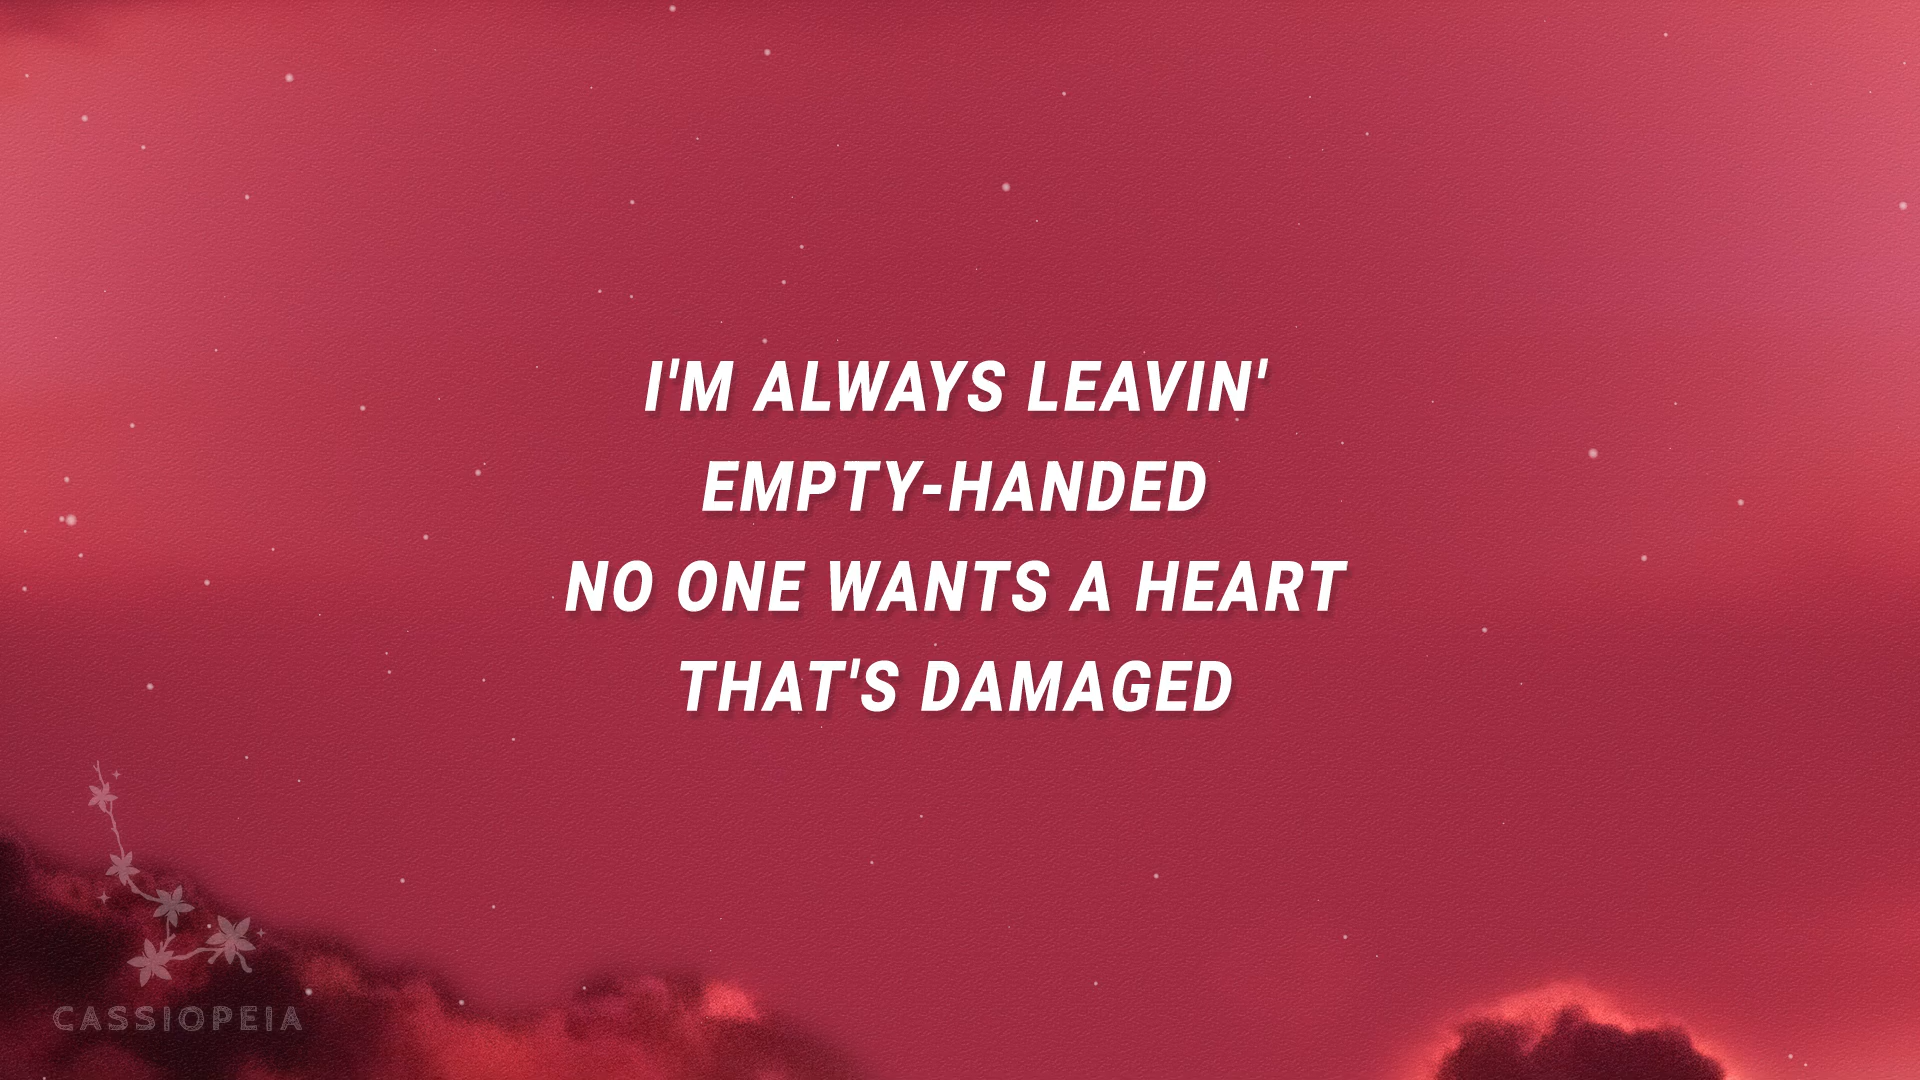 I'M ALWAYS LEAVIN'
EMPTY-HANDED
NO ONE WANTS A HEART
THAT'S DAMAGED
CASSIOPEIA